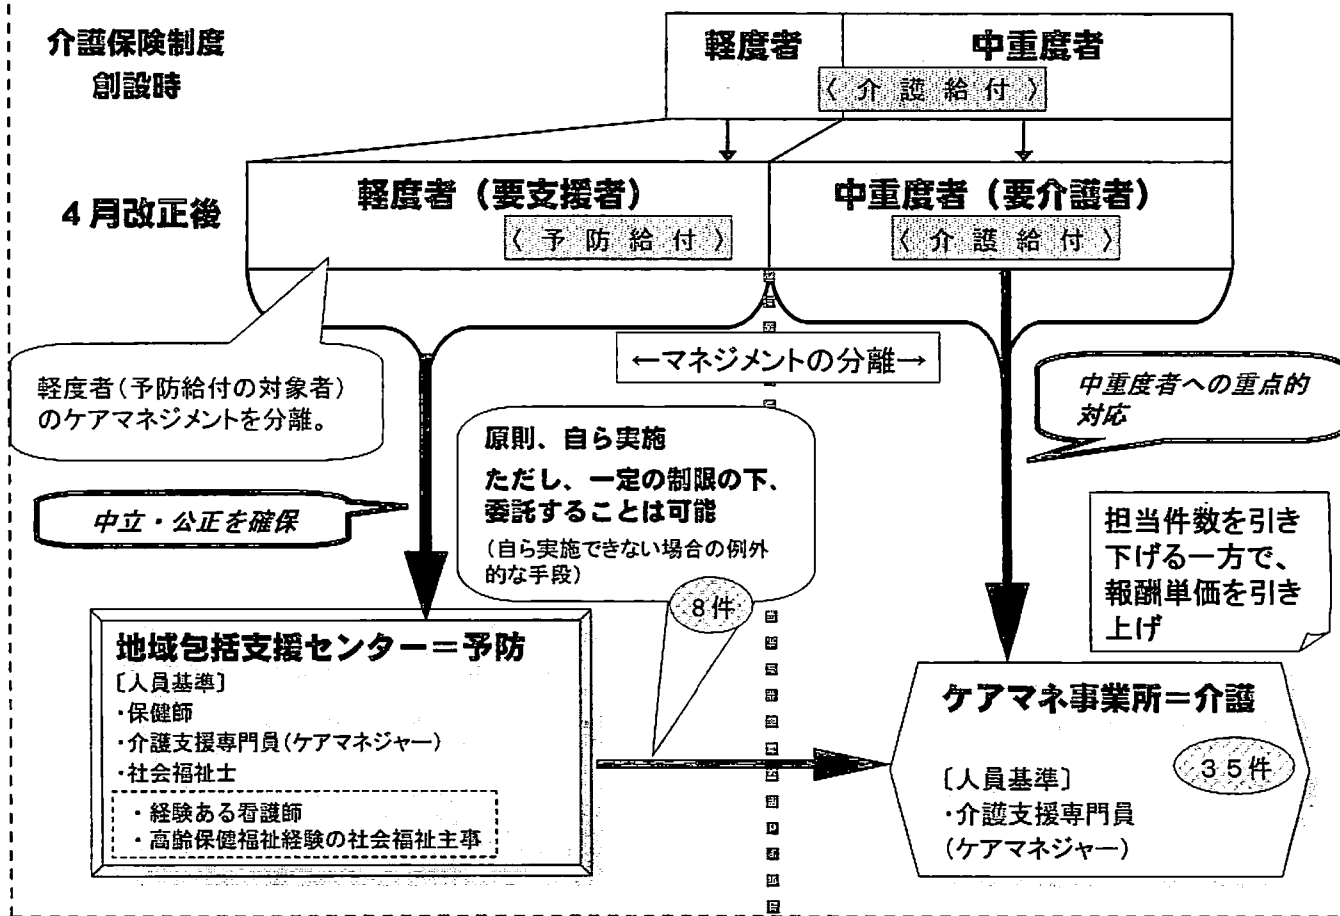 介護保険制度
創設時
軽度者
中重度者
〈 介 護 給 付 〉
4月改正後
軽度者（要支援者）
〈 予 防 給 付 〉
中重度者（要介護者）
〈 介 護 給 付 〉
←マネジメントの分離→
軽度者（予防給付の対象者）
のケアマネジメントを分離。
中重度者への重点的
対応
原則、自ら実施
ただし、一定の制限の下、
委託することは可能
（自ら実施できない場合の例外
的な手段）
8件
中立・公正を確保
担当件数を引き
下げる一方で、
報酬単価を引き
上げ
地域包括支援センター＝予防
〔人員基準〕
・保健師
・介護支援専門員（ケアマネジャー）
・社会福祉士
・経験ある看護師
・高齢保健福祉経験の社会福祉主事
ケアマネ事業所＝介護
35件
〔人員基準〕
・介護支援専門員
（ケアマネジャー）